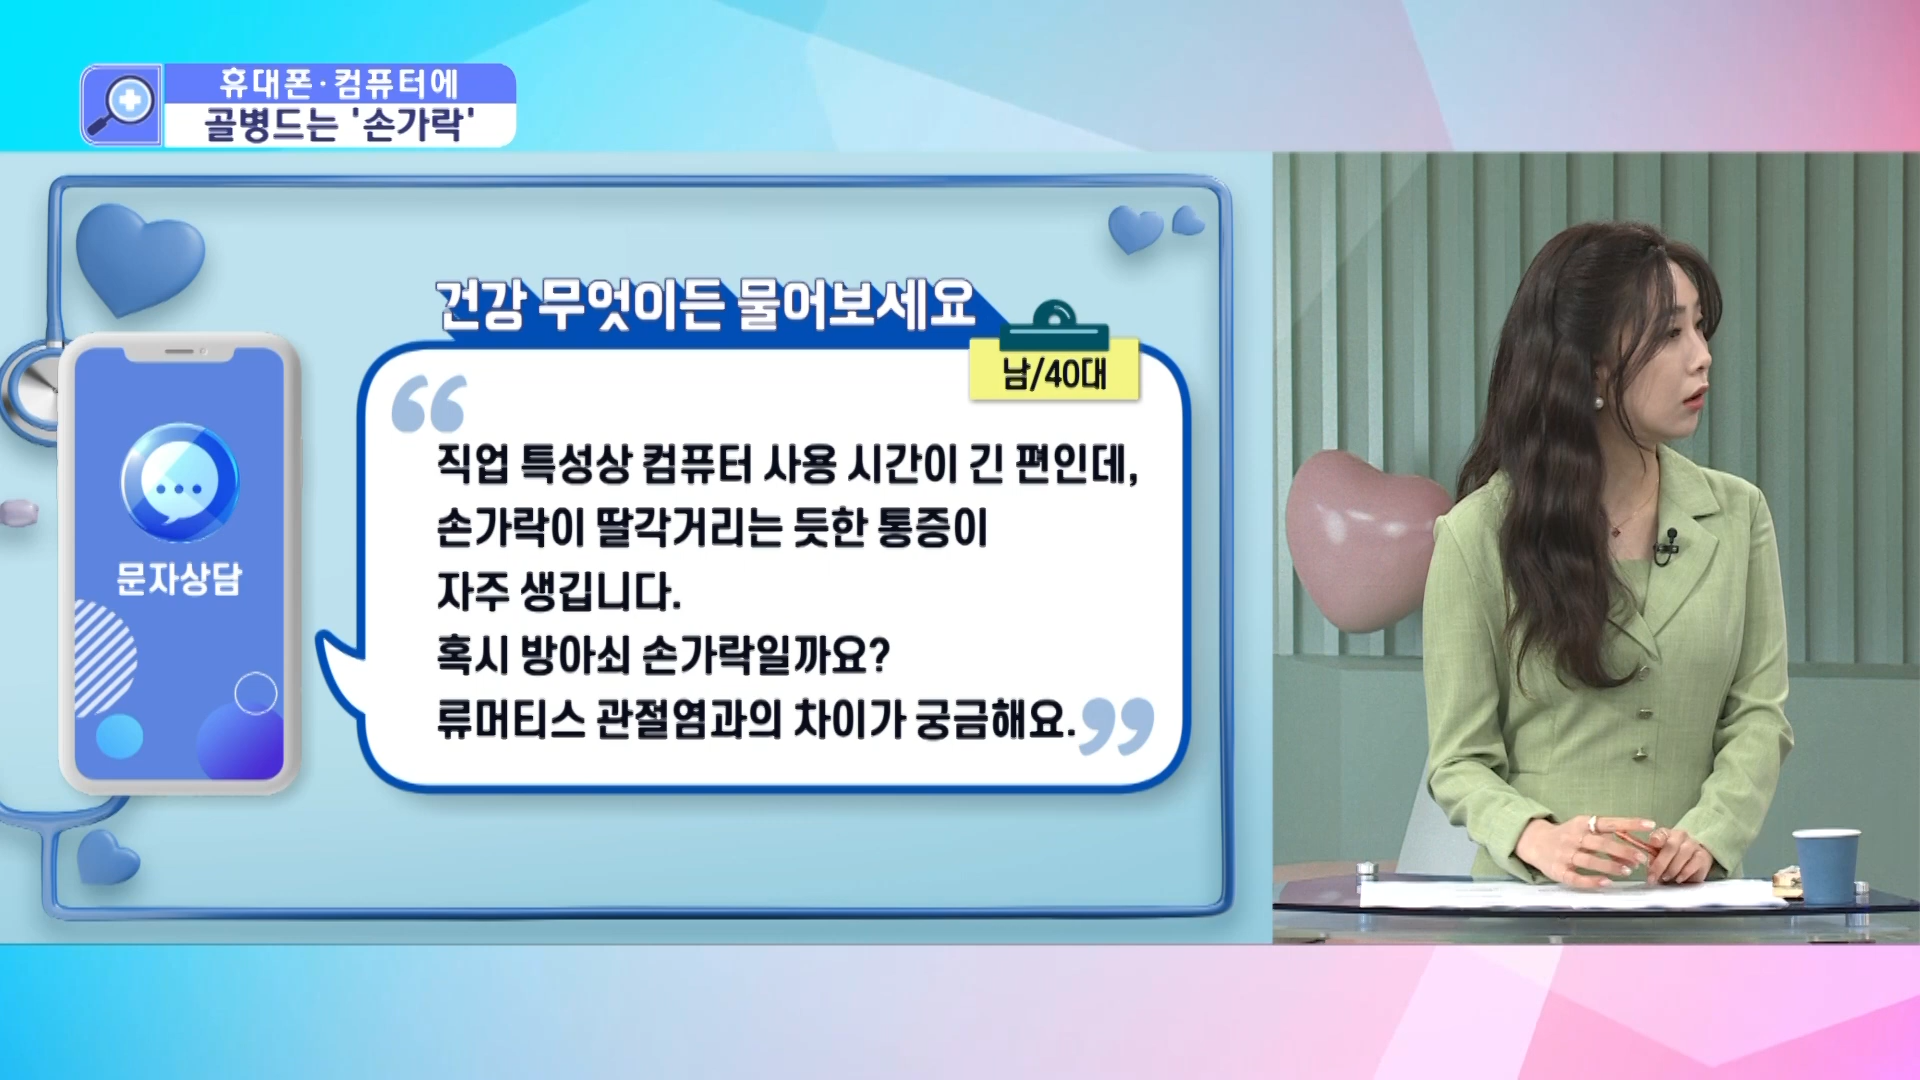 휴대폰·컴퓨터에
골병드는 '손가락'
건강 무엇이든 물어보세요
남/40대
문자상담
직업 특성상 컴퓨터 사용 시간이 긴 편인데,
손가락이 딸각거리는 듯한 통증이
자주 생깁니다.
혹시 방아쇠 손가락일까요?
류머티스 관절염과의 차이가 궁금해요.